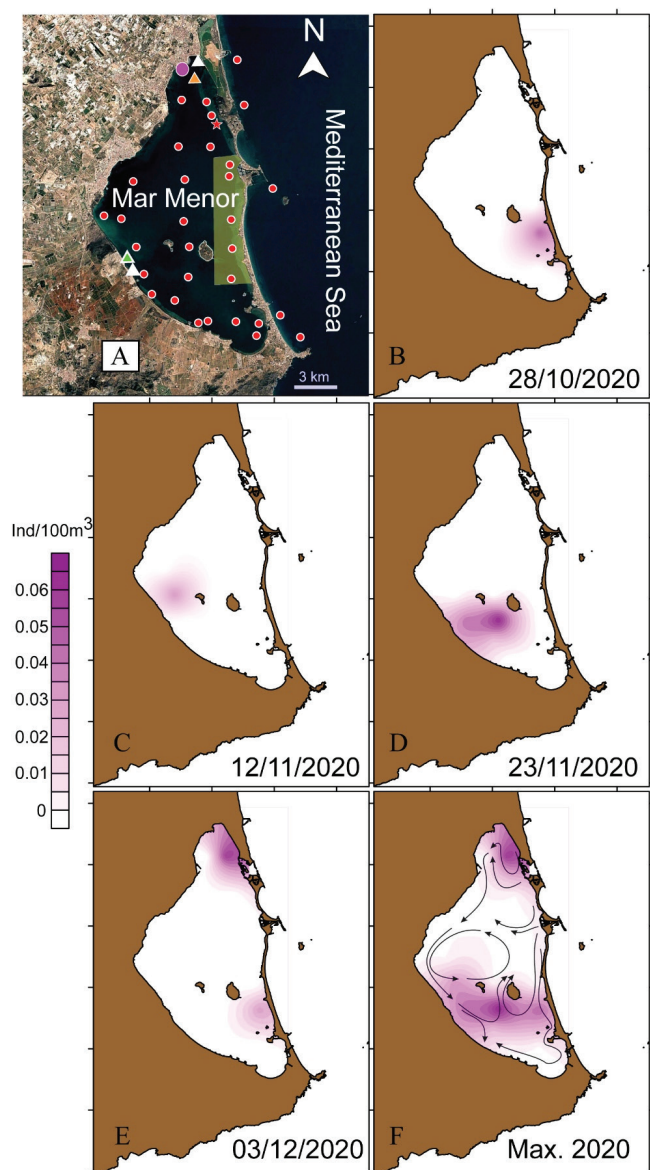 N
Mediterranean Sea
Mar Menor
A
3 km
B
28/10/2020
Ind/100m³
0.06
0.05
0.04
0.03
0.02
0.01
0
C
12/11/2020
D
23/11/2020
E
03/12/2020
F
Max. 2020